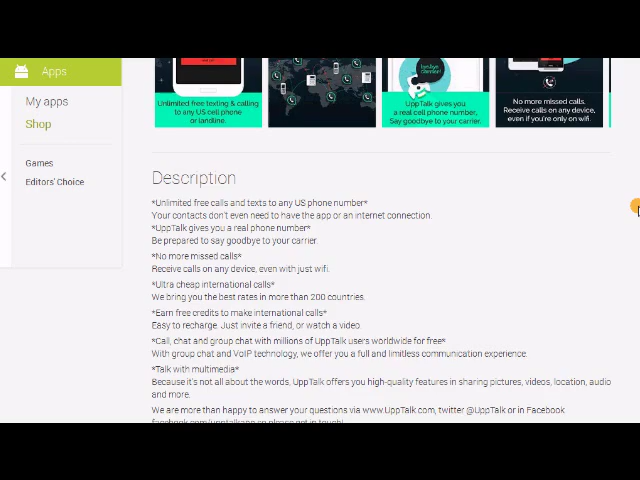 Apps
My apps
Shop
Games
Editors' Choice
Unlimited free texting & calling
to any US cell phone
or landline.
UppTalk gives you
a real cell phone number,
Say goodbye to your carrier.
No more missed calls.
Receive calls on any device,
even if you're only on wifi.
Description
*Unlimited free calls and texts to any US phone number*
Your contacts don't even need to have the app or an internet connection.
*UppTalk gives you a real phone number*
Be prepared to say goodbye to your carrier.
*No more missed calls*
Receive calls on any device, even with just wifi.
*Ultra cheap international calls*
We bring you the best rates in more than 200 countries.
*Earn free credits to make international calls*
Easy to recharge. Just invite a friend, or watch a video.
*Call, chat and group chat with millions of UppTalk users worldwide for free*
With group chat and VoIP technology, we offer you a full and limitless communication experience.
*Talk with multimedia*
Because it's not all about the words, UppTalk offers you high-quality features in sharing pictures, videos, location, audio
and more.
We are more than happy to answer your questions via www.UppTalk.com, twitter @UppTalk or in Facebook